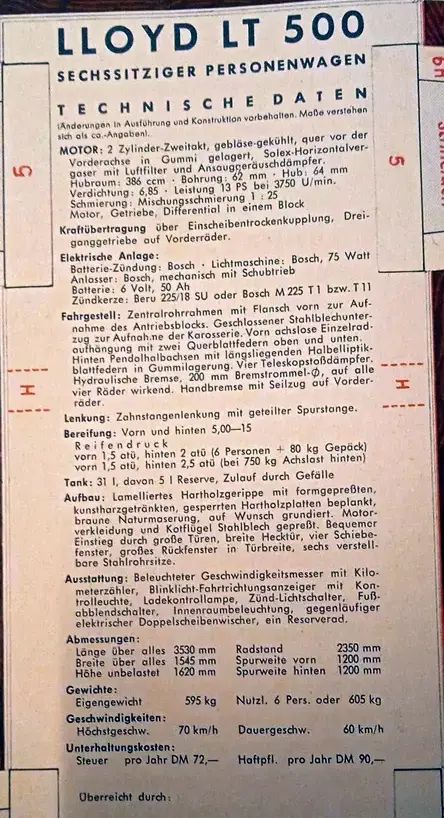 LLOYD LT 500
SECHSSITZIGER PERSONENWAGEN
TECHNISCHE DATEN
(Änderungen in Ausführung und Konstruktion vorbehalten. Maße verstehen
sich als ca.-Angaben).
MOTOR: 2 Zylinder-Zweitakt, gebläse-gekühlt, quer vor der
Vorderachse in Gummi gelagert, Solex-Horizontalver-
gaser mit Luftfilter und Ansauggeräuschdämpfer.
Hubraum: 386 ccm · Bohrung: 62 mm · Hub: 64 mm
Verdichtung: 6,85 · Leistung 13 PS bei 3750 U/min.
Schmierung: Mischungsschmierung 1 : 25
Motor, Getriebe, Differential in einem Block
Kraftübertragung über Einscheibentrockenkupplung, Drei-
ganggetriebe auf Vorderräder.
Elektrische Anlage:
Batterie-Zündung: Bosch · Lichtmaschine: Bosch, 75 Watt
Anlasser: Bosch, mechanisch mit Schubtrieb
Batterie: 6 Volt, 50 Ah
Zündkerze: Beru 225/18 SU oder Bosch M 225 T 1 bzw. T 11
Fahrgestell: Zentralrohrrahmen mit Flansch vorn zur Auf-
nahme des Antriebsblocks. Geschlossener Stahlblechunter-
zug zur Aufnahme der Karosserie. Vorn achslose Einzelrad-
aufhängung mit zwei Querblattfedern oben und unten.
Hinten Pendelhalbachsen mit längsliegenden Halbelliptik-
blattfedern in Gummilagerung. Vier Teleskopstoßdämpfer.
Hydraulische Bremse, 200 mm Bremstrommel-Ø, auf alle
vier Räder wirkend. Handbremse mit Seilzug auf Vorder-
räder.
Lenkung: Zahnstangenlenkung mit geteilter Spurstange.
Bereifung: Vorn und hinten 5,00—15
Reifendruck
vorn 1,5 atü, hinten 2 atü (6 Personen + 80 kg Gepäck)
vorn 1,5 atü, hinten 2,5 atü (bei 750 kg Achslast hinten)
Tank: 31 l, davon 5 l Reserve, Zulauf durch Gefälle
Aufbau: Lamelliertes Hartholzgerippe mit formgepreßten,
kunstharzgetränkten, gesperrten Hartholzplatten beplankt,
braune Naturmaserung, auf Wunsch grundiert. Motor-
verkleidung und Kotflügel Stahlblech gepreßt. Bequemer
Einstieg durch große Türen, breite Hecktür, vier Schiebe-
fenster, großes Rückfenster in Türbreite, sechs verstell-
bare Stahlrohrsitze.
Ausstattung: Beleuchteter Geschwindigkeitsmesser mit Kilo-
meterzähler, Blinklicht-Fahrtrichtungsanzeiger mit Kon-
trolleuchte, Ladekontrollampe, Zünd-Lichtschalter, Fuß-
abblendschalter, Innenraumbeleuchtung, gegenläufiger
elektrischer Doppelscheibenwischer, ein Reserverad.
Abmessungen:
Länge über alles 3530 mm Radstand 2350 mm
Breite über alles 1545 mm Spurweite vorn 1200 mm
Höhe unbelastet 1620 mm Spurweite hinten 1200 mm
Gewichte:
Eigengewicht 595 kg Nutzl. 6 Pers. oder 605 kg
Geschwindigkeiten:
Höchstgeschw. 70 km/h Dauergeschw. 60 km/h
Unterhaltungskosten:
Steuer pro Jahr DM 72,— Haftpfl. pro Jahr DM 90,—
Überreicht durch:
5
5
H
H